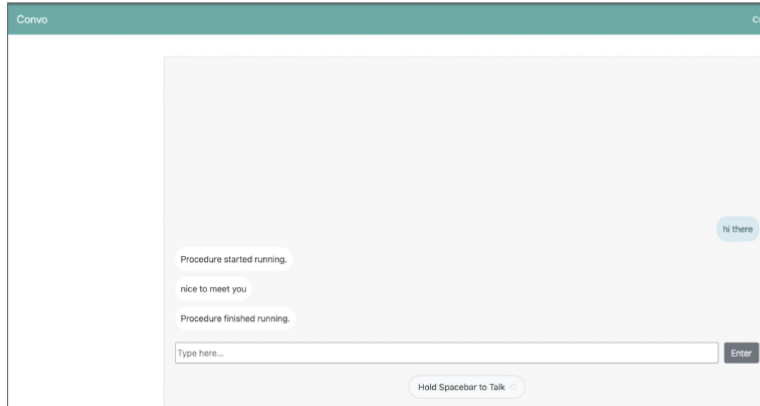 Convo
hi there
Procedure started running.
nice to meet you
Procedure finished running.
Type here...
Enter
Hold Spacebar to Talk